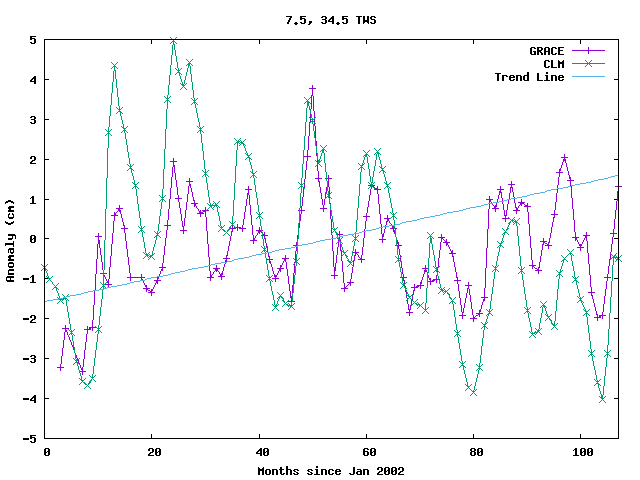 7.5, 34.5 TWS
GRACE
CLM
Trend Line
5
4
3
2
1
0
-1
-2
-3
-4
-5
Anomaly (cm)
0 20 40 60 80 100
Months since Jan 2002